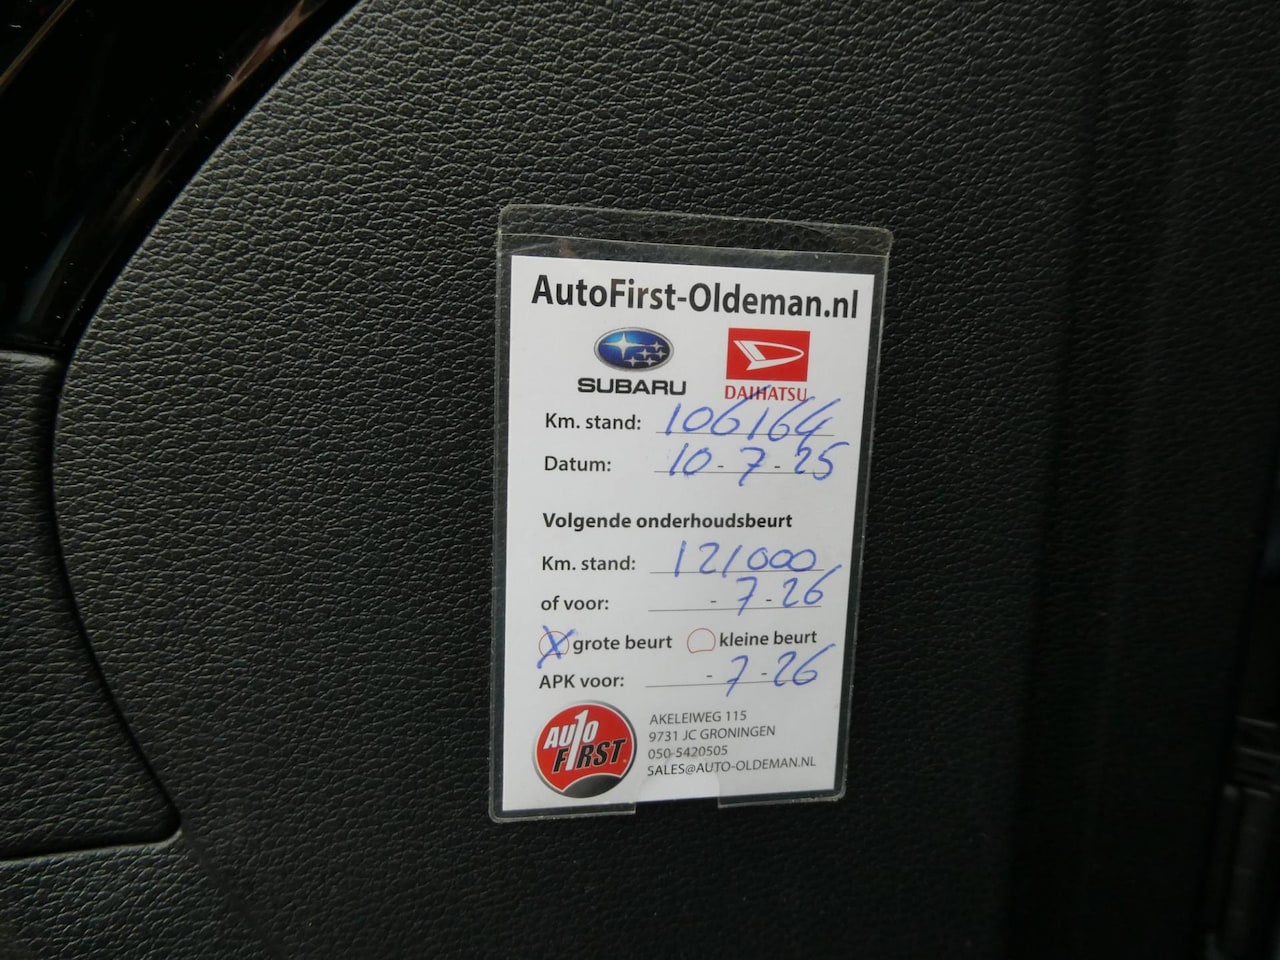 AutoFirst-Oldeman.nl
SUBARU DAIHATSU
Km. stand: 106164
Datum: 10 - 7 - 25
Volgende onderhoudsbeurt
Km. stand: 121000
of voor: - 7 - 26
X grote beurt kleine beurt
APK voor: - 7 - 26
AUTO 1
FIRST
AKELEIWEG 115
9731 JC GRONINGEN
050-5420505
SALES@AUTO-OLDEMAN.NL